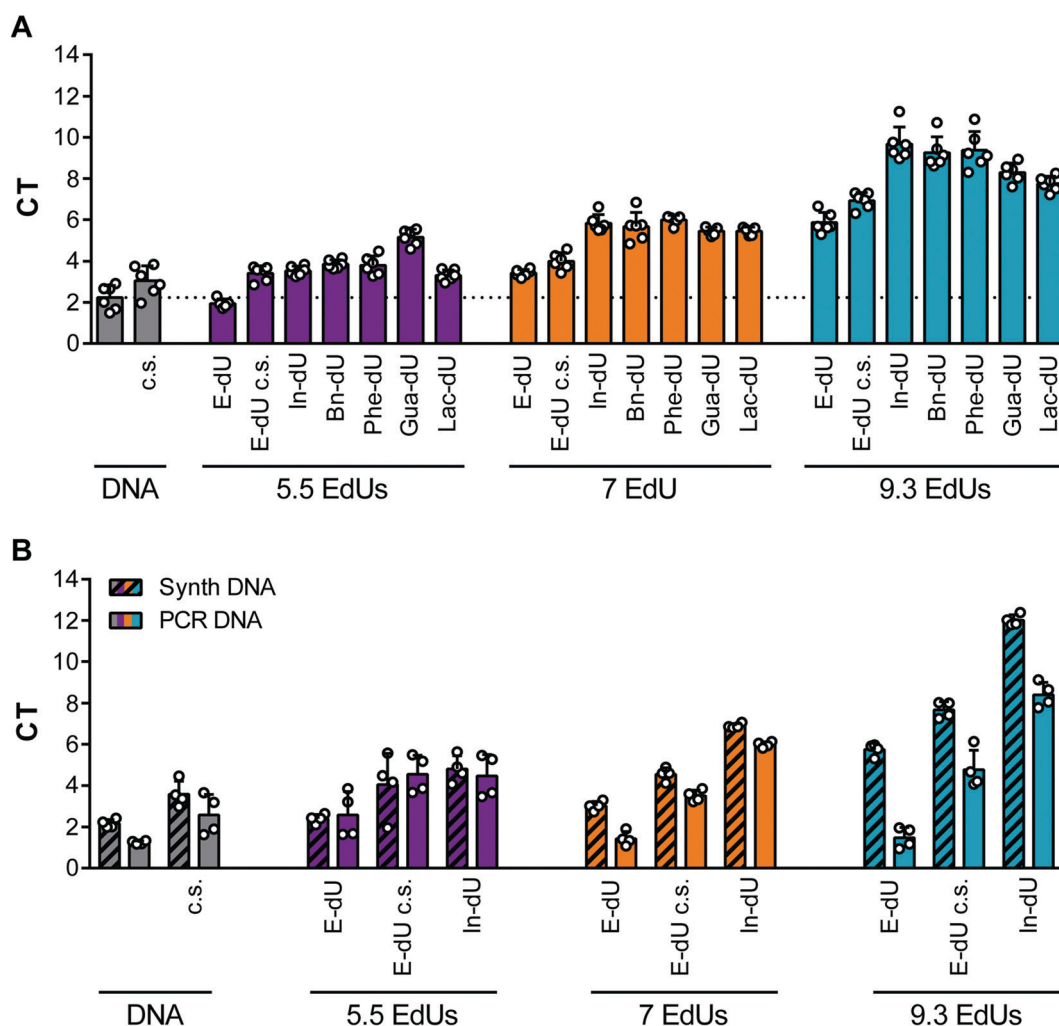 A
CT
14
12
10
8
6
4
2
0
c.s.
E-dU
E-dU c.s.
In-dU
Bn-dU
Phe-dU
Gua-dU
Lac-dU
E-dU
E-dU c.s.
In-dU
Bn-dU
Phe-dU
Gua-dU
Lac-dU
E-dU
E-dU c.s.
In-dU
Bn-dU
Phe-dU
Gua-dU
Lac-dU
DNA
5.5 EdUs
7 EdU
9.3 EdUs
B
Synth DNA
PCR DNA
CT
14
12
10
8
6
4
2
0
c.s.
E-dU
E-dU c.s.
In-dU
E-dU
E-dU c.s.
In-dU
E-dU
E-dU c.s.
In-dU
DNA
5.5 EdUs
7 EdUs
9.3 EdUs